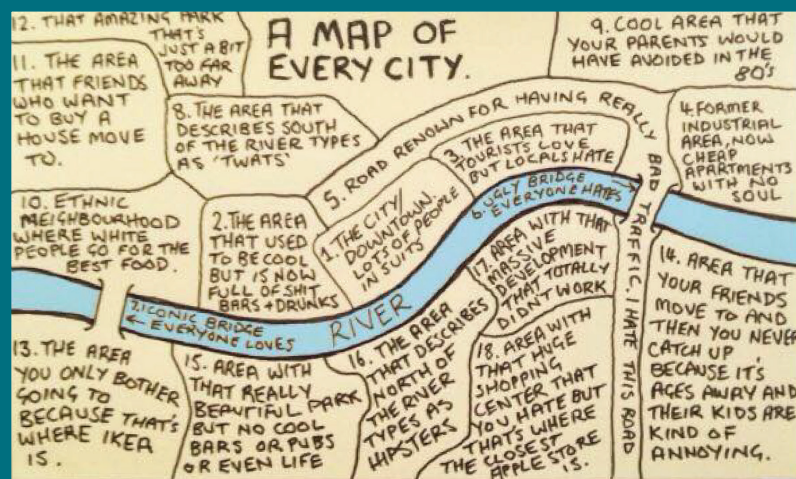 A MAP OF
EVERY CITY.
12. THAT AMAZING PARK
THAT'S
JUST A BIT
TOO FAR
AWAY
11. THE AREA
THAT FRIENDS
WHO WANT
TO BUY A
HOUSE MOVE
TO.
8. THE AREA THAT
DESCRIBES SOUTH
OF THE RIVER TYPES
AS 'TWATS'
9. COOL AREA THAT
YOUR PARENTS WOULD
HAVE AVOIDED IN THE
80'S
5. ROAD RENOWN FOR HAVING REALLY BAD TRAFFIC. I HATE THIS ROAD
3. THE AREA THAT
TOURISTS LOVE
BUT LOCALS HATE
4. FORMER
INDUSTRIAL
AREA, NOW
CHEAP
APARTMENTS
WITH NO
SOUL
10. ETHNIC
NEIGHBOURHOOD
WHERE WHITE
PEOPLE GO FOR THE
BEST FOOD.
2. THE AREA
THAT USED
TO BE COOL
BUT IS NOW
FULL OF SHIT
BARS + DRUNKS
1. THE CITY/
DOWNTOWN.
LOTS OF PEOPLE
IN SUITS
6. UGLY BRIDGE
EVERYONE HATES
7. ICONIC BRIDGE
EVERYONE LOVES
RIVER
17. AREA WITH THAT
MASSIVE
DEVELOPMENT
THAT TOTALLY
DIDN'T WORK
14. AREA THAT
YOUR FRIENDS
MOVE TO AND
THEN YOU NEVER
CATCH UP
BECAUSE IT'S
AGES AWAY AND
THEIR KIDS ARE
KIND OF
ANNOYING.
13. THE AREA
YOU ONLY BOTHER
GOING TO
BECAUSE THAT'S
WHERE IKEA
IS.
15. AREA WITH
THAT REALLY
BEAUTIFUL PARK
BUT NO COOL
BARS OR PUBS
OR EVEN LIFE
16. THE AREA
THAT DESCRIBES
NORTH OF
THE RIVER
TYPES AS
HIPSTERS
18. AREA WITH
THAT HUGE
SHOPPING
CENTER THAT
YOU HATE BUT
THAT'S WHERE
THE CLOSEST
APPLE STORE
IS.